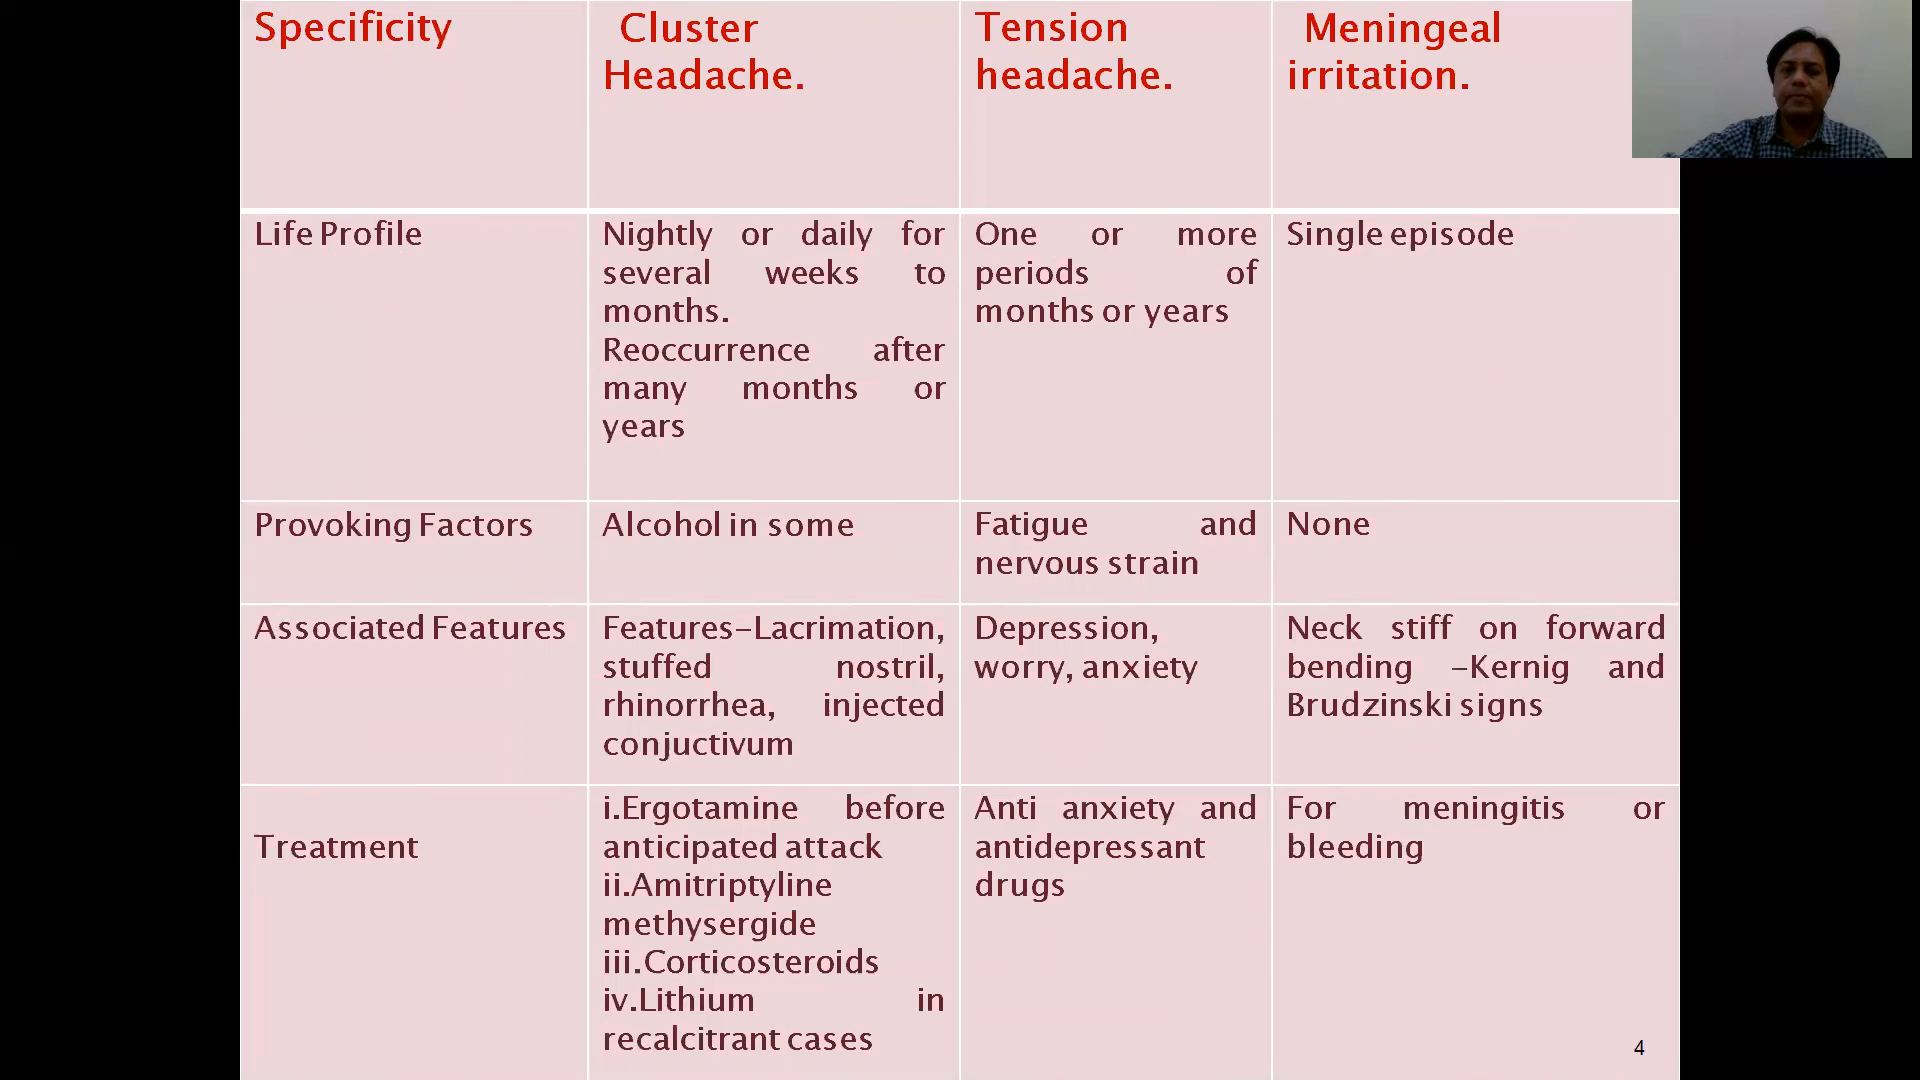 Specificity
Cluster
Headache.
Tension
headache.
Meningeal
irritation.
Life Profile
Nightly or daily for
several weeks to
months.
Reoccurrence after
many months or
years
One or more
periods of
months or years
Single episode
Provoking Factors
Alcohol in some
Fatigue and
nervous strain
None
Associated Features
Features-Lacrimation,
stuffed nostril,
rhinorrhea, injected
conjuctivum
Depression,
worry, anxiety
Neck stiff on forward
bending -Kernig and
Brudzinski signs
Treatment
i.Ergotamine before
anticipated attack
ii.Amitriptyline
methysergide
iii.Corticosteroids
iv.Lithium in
recalcitrant cases
Anti anxiety and
antidepressant
drugs
For meningitis or
bleeding
4